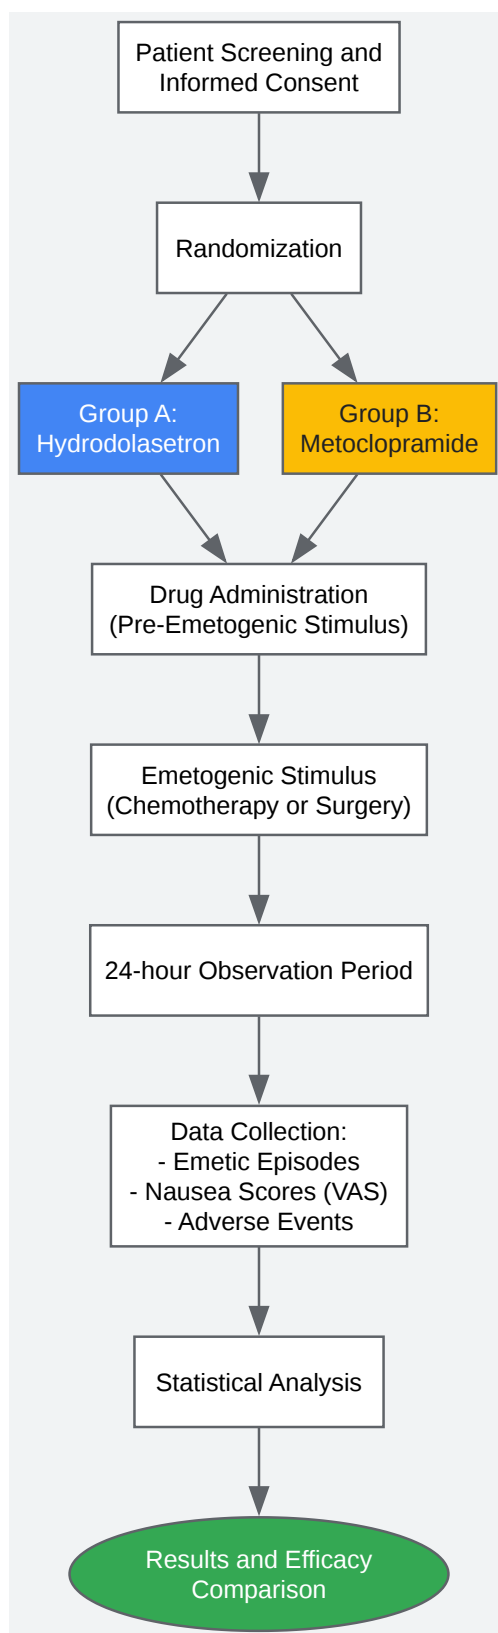 Patient Screening and
Informed Consent
Randomization
Group A:
Hydrodolasetron
Group B:
Metoclopramide
Drug Administration
(Pre-Emetogenic Stimulus)
Emetogenic Stimulus
(Chemotherapy or Surgery)
24-hour Observation Period
Data Collection:
- Emetic Episodes
- Nausea Scores (VAS)
- Adverse Events
Statistical Analysis
Results and Efficacy
Comparison